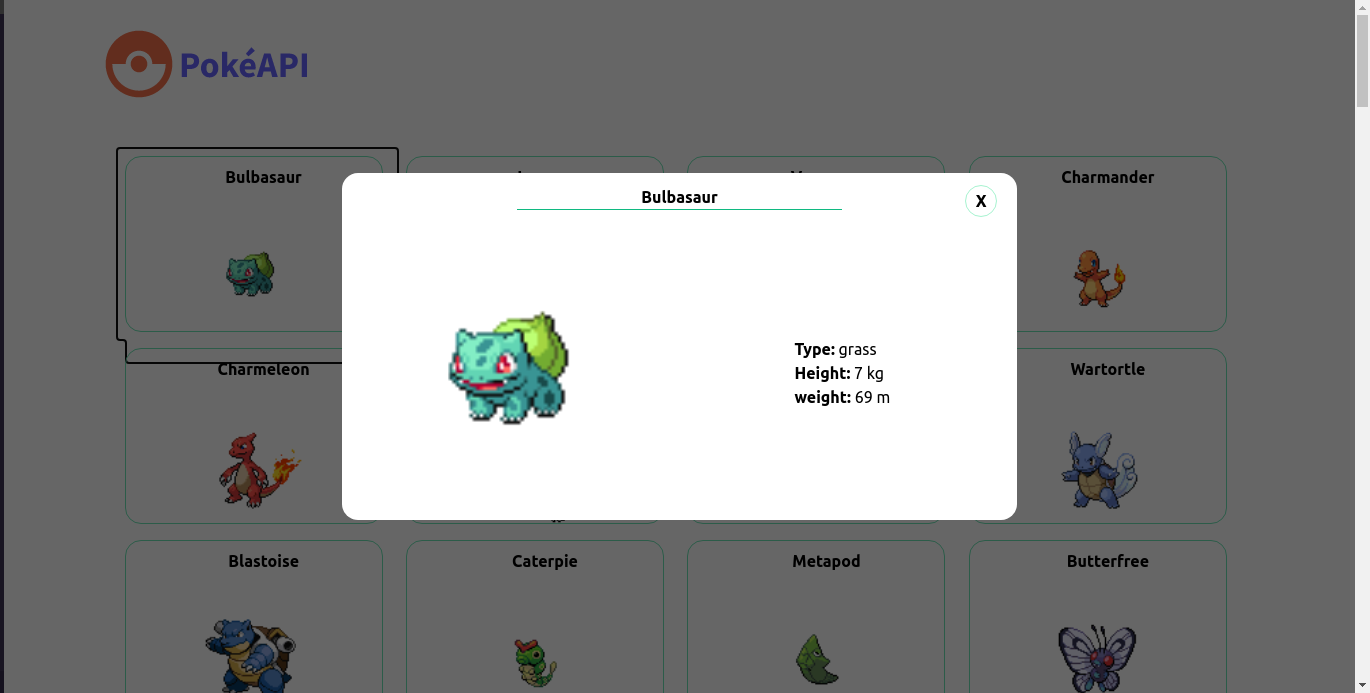 PokéAPI
Bulbasaur
Charmander
Bulbasaur
X
Type: grass
Height: 7 kg
weight: 69 m
Charmeleon
Wartortle
Blastoise
Caterpie
Metapod
Butterfree